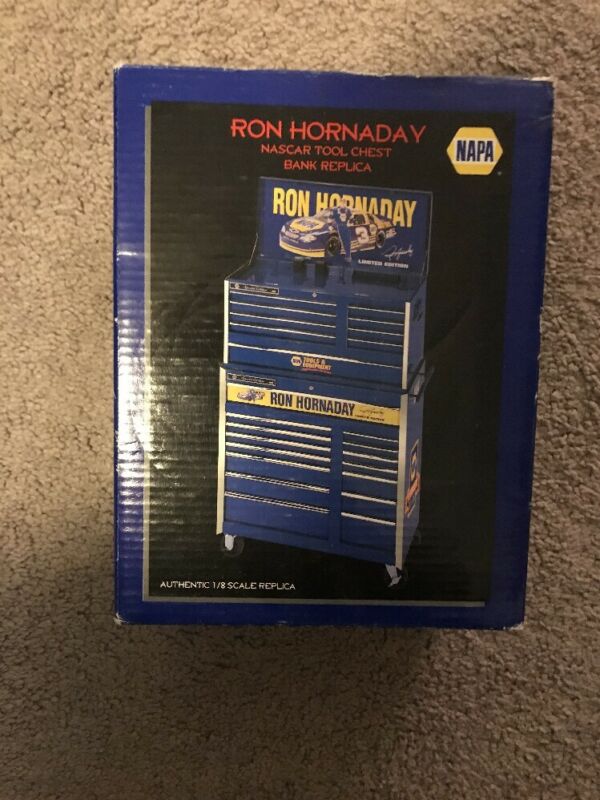 RON HORNADAY
NASCAR TOOL CHEST
BANK REPLICA
NAPA
RON HORNADAY
3
LIMITED EDITION
TOOLS &
EQUIPMENT
RON HORNADAY
AUTHENTIC 1/8 SCALE REPLICA